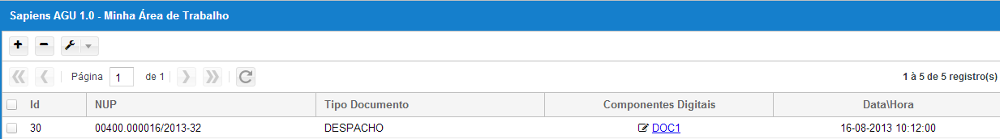 Sapiens AGU 1.0 - Minha Área de Trabalho
Página 1 de 1 1 à 5 de 5 registro(s)
Id NUP Tipo Documento Componentes Digitais Data\Hora
30 00400.000016/2013-32 DESPACHO DOC1 16-08-2013 10:12:00